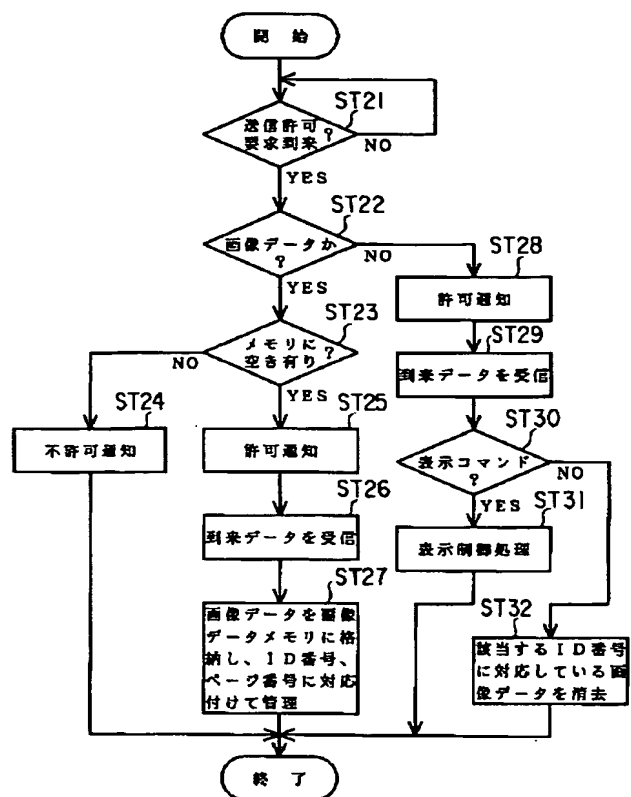 開 始
ST21
送信許可
要求到来?
NO
YES
ST22
画像データか
?
NO
YES
ST28
許可通知
ST23
メモリに
空き有り?
NO
YES
ST29
到来データを受信
ST24
不許可通知
ST25
許可通知
ST30
表示コマンド
?
NO
YES
ST26
到来データを受信
ST31
表示制御処理
ST27
画像データを画像
データメモリに格
納し、ID番号、
ページ番号に対応
付けて管理
ST32
該当するID番号
に対応している画
像データを消去
終 了